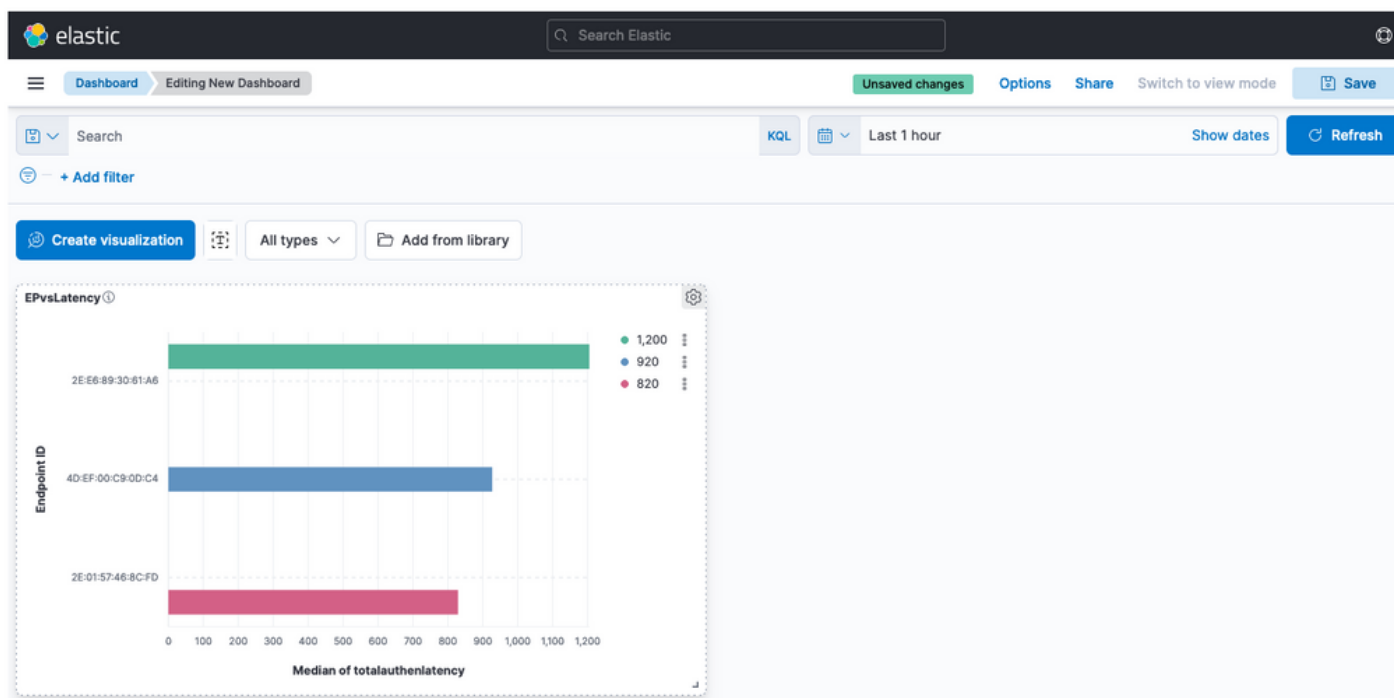 elastic
Search Elastic
Dashboard
Editing New Dashboard
Unsaved changes
Options
Share
Switch to view mode
Save
Search
KQL
Last 1 hour
Show dates
Refresh
+ Add filter
Create visualization
All types
Add from library
EPvsLatency
1,200
920
820
2E:E6:89:30:61:A6
4D:EF:00:C9:0D:C4
2E:01:57:46:8C:FD
Endpoint ID
0 100 200 300 400 500 600 700 800 900 1,000 1,100 1,200
Median of totalauthenlatency